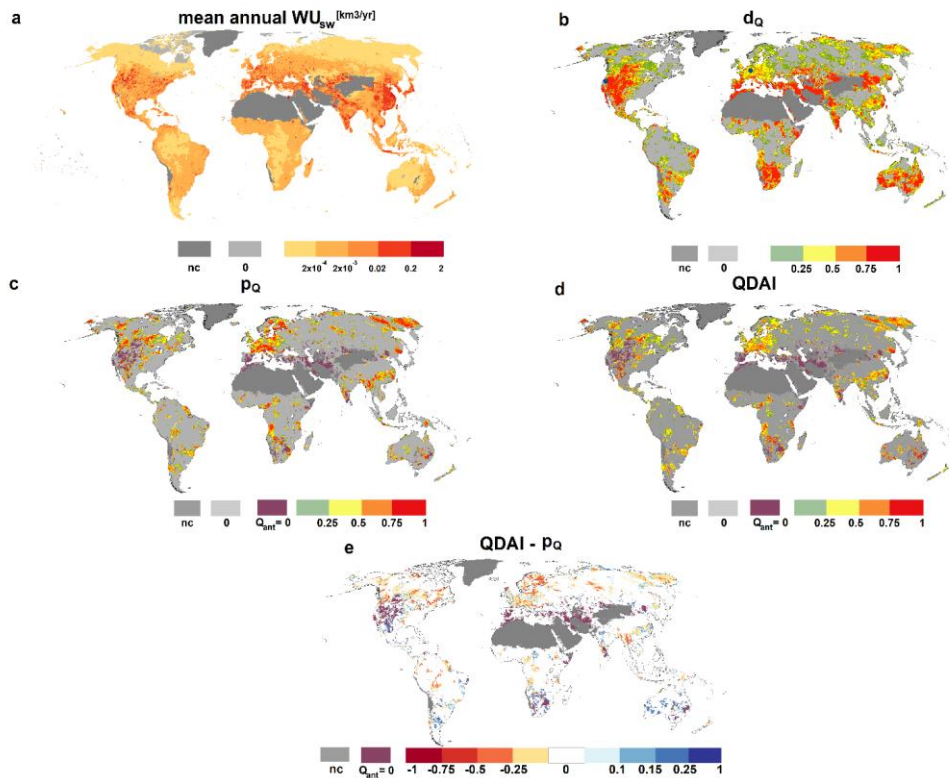 a mean annual WUsw [km3/yr]
b dQ
nc 0 2x10-4 2x10-3 0.02 0.2 2
nc 0 0.25 0.5 0.75 1
c pQ
d QDAI
nc 0 Qant= 0 0.25 0.5 0.75 1
nc 0 Qant= 0 0.25 0.5 0.75 1
e QDAI - pQ
nc Qant= 0 -1 -0.75 -0.5 -0.25 0 0.1 0.15 0.25 1